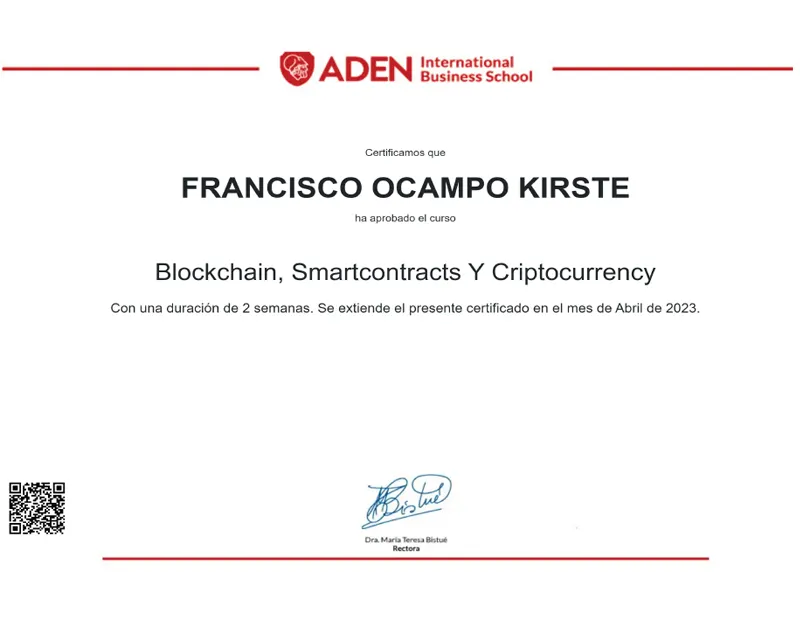 ADEN International
Business School
Certificamos que
FRANCISCO OCAMPO KIRSTE
ha aprobado el curso
Blockchain, Smartcontracts Y Criptocurrency
Con una duración de 2 semanas. Se extiende el presente certificado en el mes de Abril de 2023.
Bistué
Dra. María Teresa Bistué
Rectora